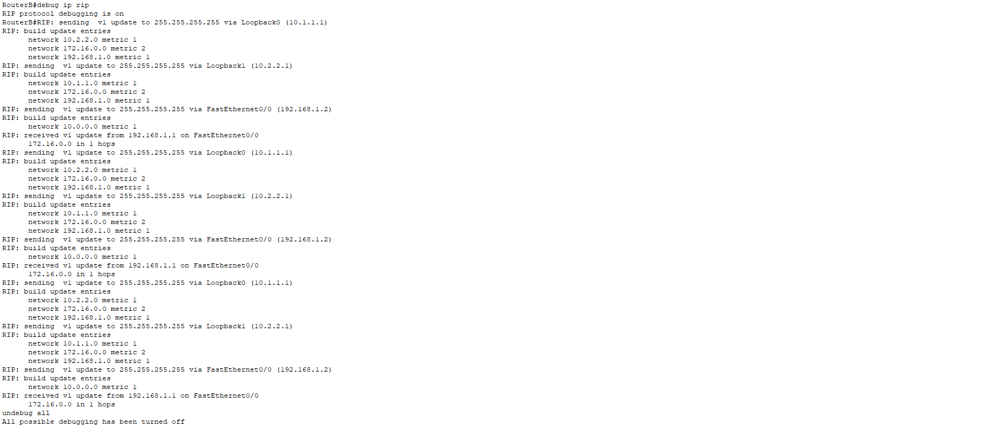 RouterB#debug ip rip
RIP protocol debugging is on
RouterB#RIP: sending  v1 update to 255.255.255.255 via Loopback0 (10.1.1.1)
RIP: build update entries
      network 10.2.2.0 metric 1
      network 172.16.0.0 metric 2
      network 192.168.1.0 metric 1
RIP: sending  v1 update to 255.255.255.255 via Loopback1 (10.2.2.1)
RIP: build update entries
      network 10.1.1.0 metric 1
      network 172.16.0.0 metric 2
      network 192.168.1.0 metric 1
RIP: sending  v1 update to 255.255.255.255 via FastEthernet0/0 (192.168.1.2)
RIP: build update entries
      network 10.0.0.0 metric 1
RIP: received v1 update from 192.168.1.1 on FastEthernet0/0
      172.16.0.0 in 1 hops
RIP: sending  v1 update to 255.255.255.255 via Loopback0 (10.1.1.1)
RIP: build update entries
      network 10.2.2.0 metric 1
      network 172.16.0.0 metric 2
      network 192.168.1.0 metric 1
RIP: sending  v1 update to 255.255.255.255 via Loopback1 (10.2.2.1)
RIP: build update entries
      network 10.1.1.0 metric 1
      network 172.16.0.0 metric 2
      network 192.168.1.0 metric 1
RIP: sending  v1 update to 255.255.255.255 via FastEthernet0/0 (192.168.1.2)
RIP: build update entries
      network 10.0.0.0 metric 1
RIP: received v1 update from 192.168.1.1 on FastEthernet0/0
      172.16.0.0 in 1 hops
RIP: sending  v1 update to 255.255.255.255 via Loopback0 (10.1.1.1)
RIP: build update entries
      network 10.2.2.0 metric 1
      network 172.16.0.0 metric 2
      network 192.168.1.0 metric 1
RIP: sending  v1 update to 255.255.255.255 via Loopback1 (10.2.2.1)
RIP: build update entries
      network 10.1.1.0 metric 1
      network 172.16.0.0 metric 2
      network 192.168.1.0 metric 1
RIP: sending  v1 update to 255.255.255.255 via FastEthernet0/0 (192.168.1.2)
RIP: build update entries
      network 10.0.0.0 metric 1
RIP: received v1 update from 192.168.1.1 on FastEthernet0/0
      172.16.0.0 in 1 hops
undebug all
All possible debugging has been turned off